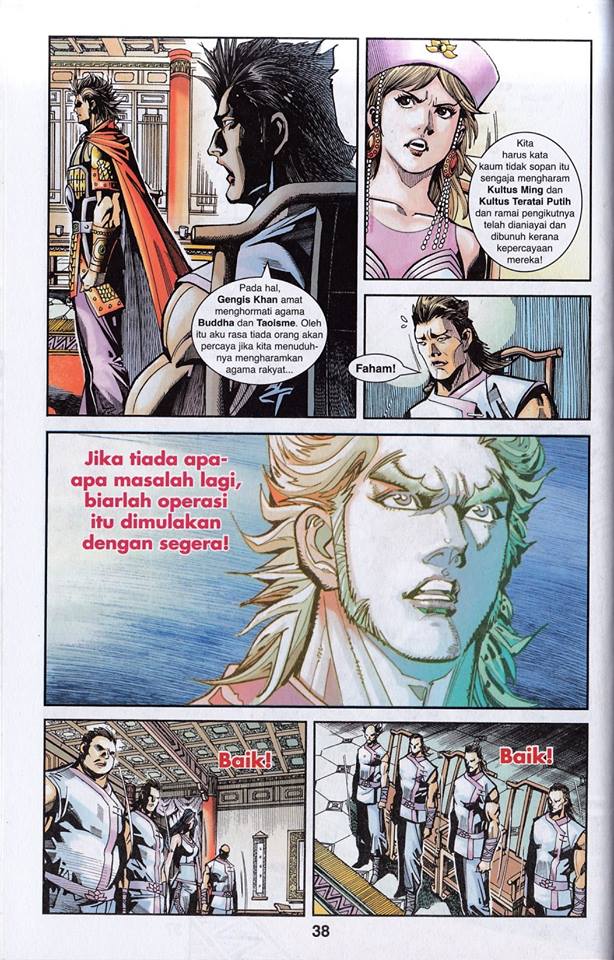 Pada hal,
Gengis Khan amat
menghormati agama
Buddha dan Taoisme. Oleh
itu aku rasa tiada orang akan
percaya jika kita menuduh-
nya mengharamkan
agama rakyat...
Kita
harus kata
kaum tidak sopan itu
sengaja mengharam
Kultus Ming dan
Kultus Teratai Putih
dan ramai pengikutnya
telah dianiayai dan
dibunuh kerana
kepercayaan
mereka!
Faham!
Jika tiada apa-
apa masalah lagi,
biarlah operasi
itu dimulakan
dengan segera!
Baik!
Baik!
38